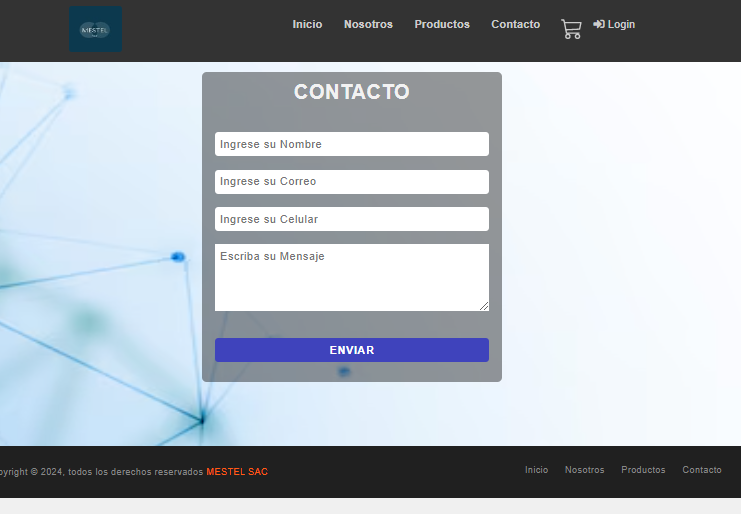 MESTEL
Inicio Nosotros Productos Contacto Login
CONTACTO
Ingrese su Nombre
Ingrese su Correo
Ingrese su Celular
Escriba su Mensaje
ENVIAR
pyright © 2024, todos los derechos reservados MESTEL SAC
Inicio Nosotros Productos Contacto